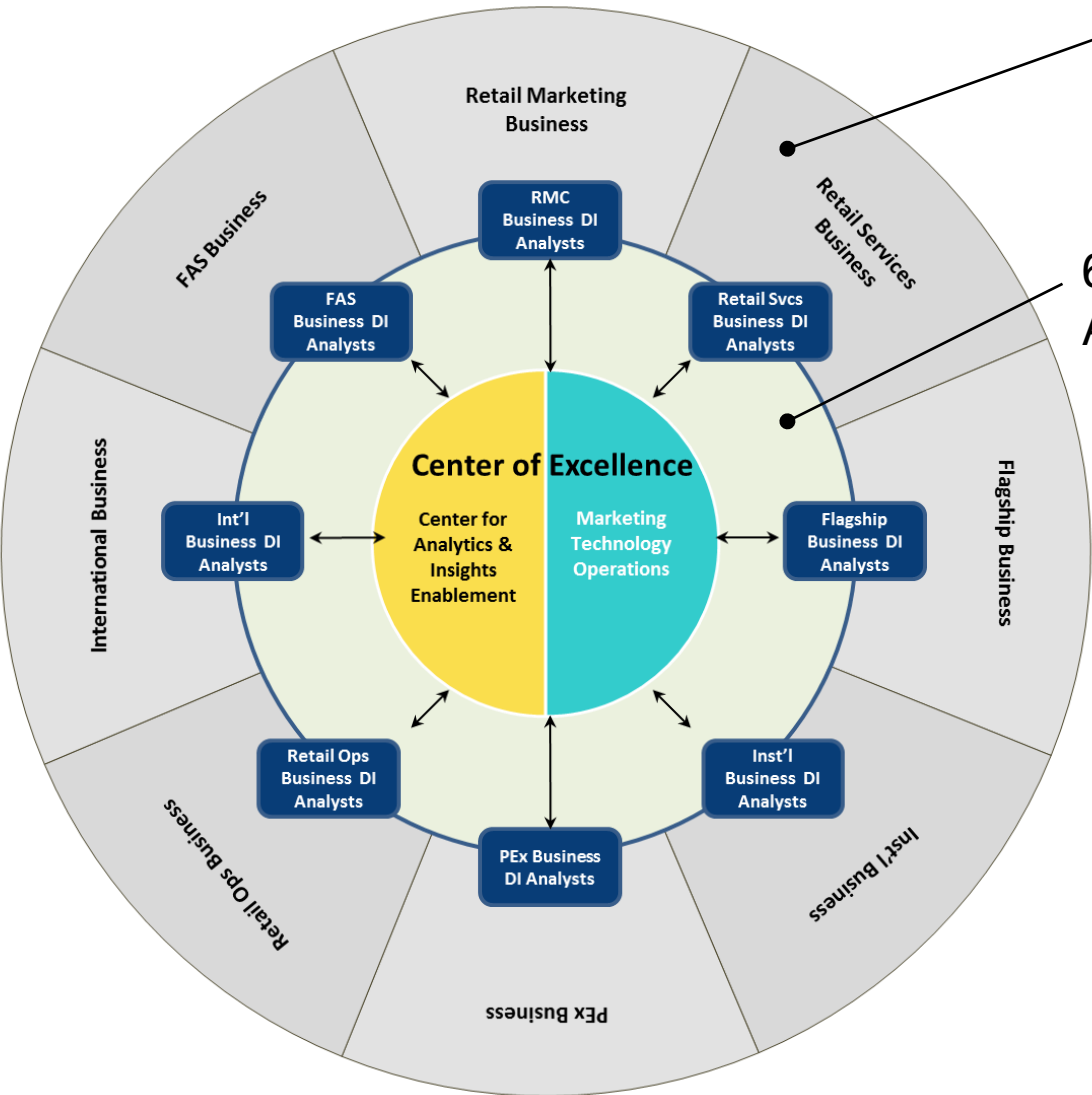 Retail Marketing
Business
Retail Services
Business
Flagship Business
Inst'l Business
PEx Business
Retail Ops Business
International Business
FAS Business
RMC
Business DI
Analysts
Retail Svcs
Business DI
Analysts
Flagship
Business DI
Analysts
Inst'l
Business DI
Analysts
PEx Business
DI Analysts
Retail Ops
Business DI
Analysts
Int'l
Business DI
Analysts
FAS
Business DI
Analysts
Center of Excellence
Center for
Analytics &
Insights
Enablement
Marketing
Technology
Operations